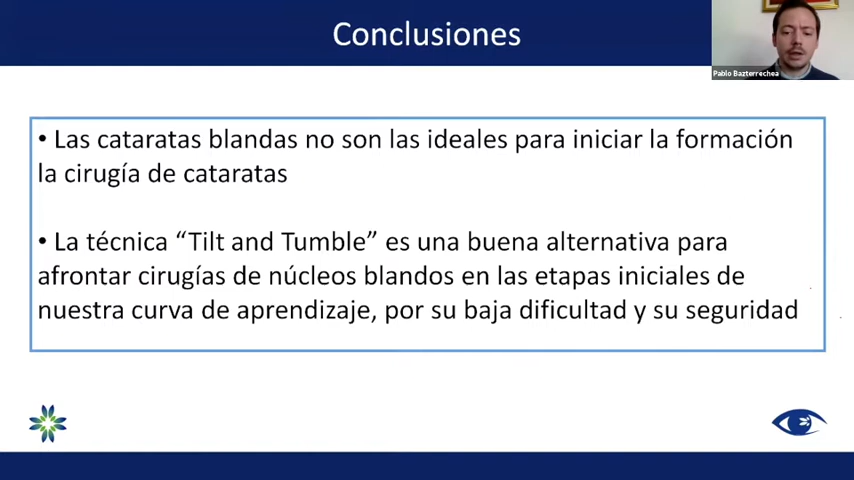 Conclusiones
Pablo Bazterrechea
• Las cataratas blandas no son las ideales para iniciar la formación
la cirugía de cataratas
• La técnica “Tilt and Tumble” es una buena alternativa para
afrontar cirugías de núcleos blandos en las etapas iniciales de
nuestra curva de aprendizaje, por su baja dificultad y su seguridad